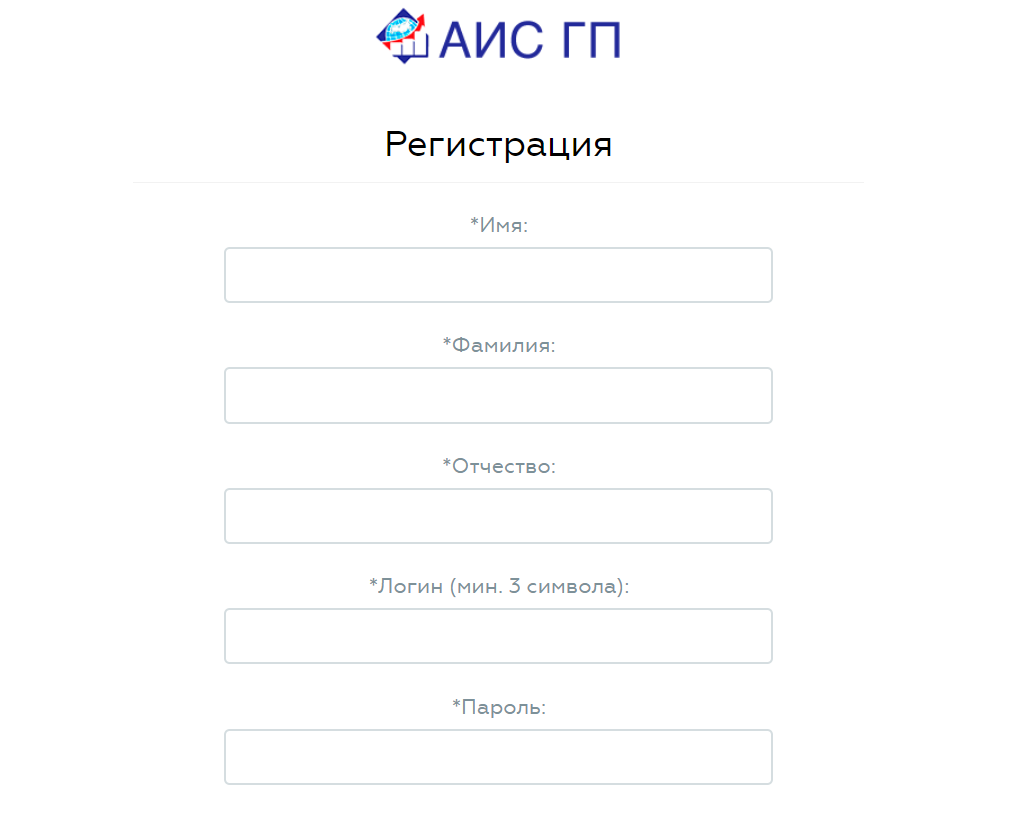 АИС ГП
Регистрация
*Имя:
*Фамилия:
*Отчество:
*Логин (мин. 3 символа):
*Пароль: